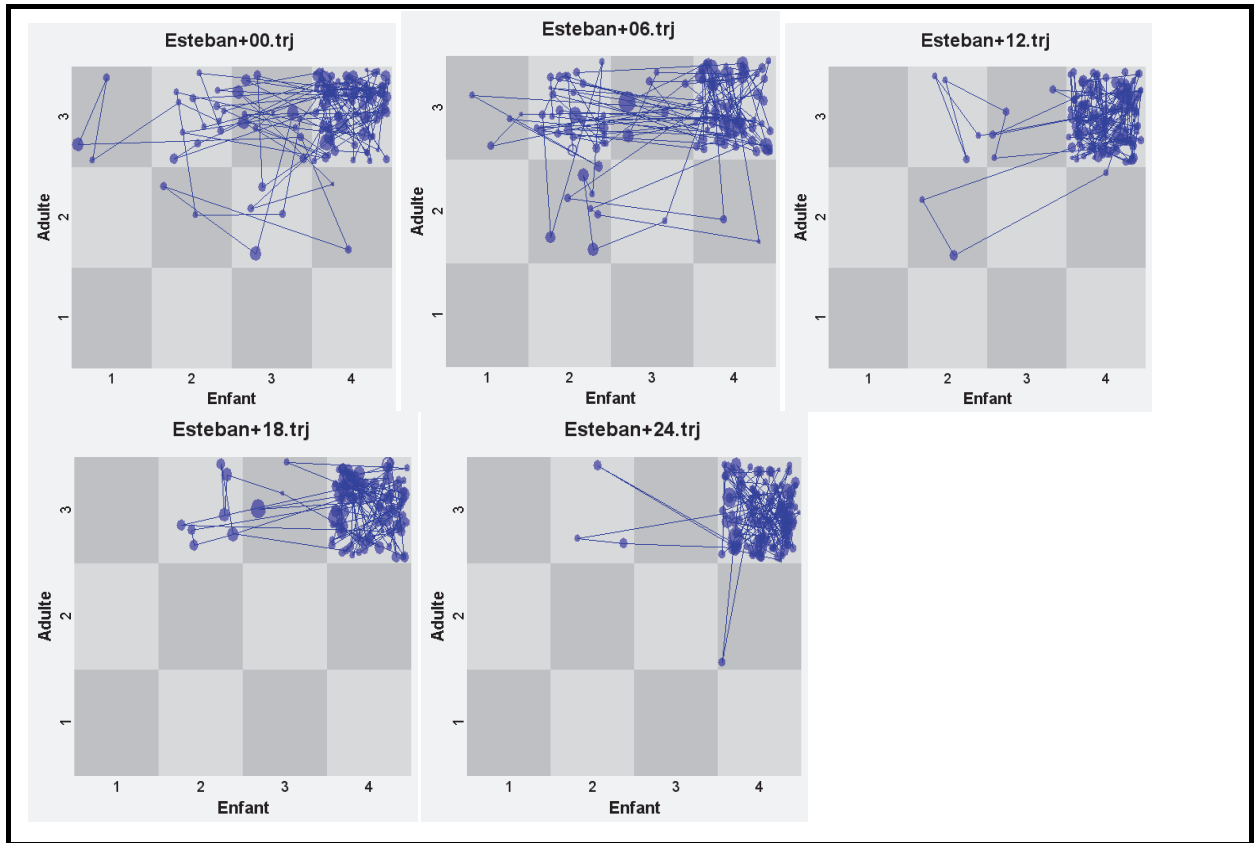 Esteban+00.trj
Adulte
3
2
1
1 2 3 4
Enfant
Esteban+06.trj
Adulte
3
2
1
1 2 3 4
Enfant
Esteban+12.trj
Adulte
3
2
1
1 2 3 4
Enfant
Esteban+18.trj
Adulte
3
2
1
1 2 3 4
Enfant
Esteban+24.trj
Adulte
3
2
1
1 2 3 4
Enfant